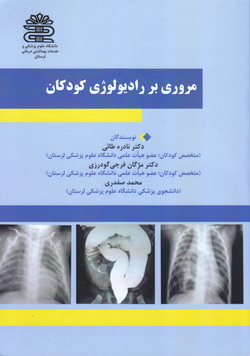 دانشگاه علوم پزشکی و
خدمات بهداشتی درمانی
لرستان
مروری بر رادیولوژی کودکان
نویسندگان
دکتر نادره طائی
(متخصص کودکان؛ عضو هیأت علمی دانشگاه علوم پزشکی لرستان)
دکتر مژگان فرجی‌گودرزی
(متخصص کودکان؛ عضو هیأت علمی دانشگاه علوم پزشکی لرستان)
محمد صفدری
(دانشجوی پزشکی دانشگاه علوم پزشکی لرستان)